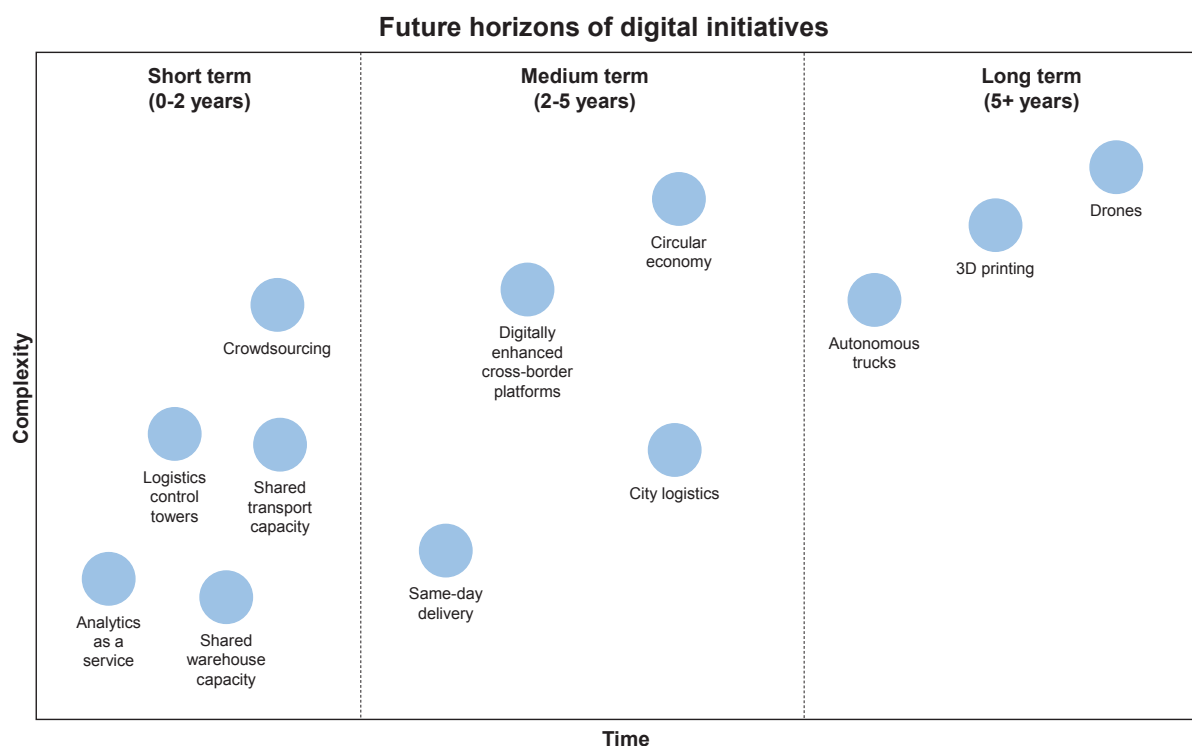 Future horizons of digital initiatives
Short term
(0-2 years)
Medium term
(2-5 years)
Long term
(5+ years)
Complexity
Crowdsourcing
Logistics
control
towers
Shared
transport
capacity
Analytics
as a
service
Shared
warehouse
capacity
Circular
economy
Digitally
enhanced
cross-border
platforms
City logistics
Same-day
delivery
Drones
3D printing
Autonomous
trucks
Time